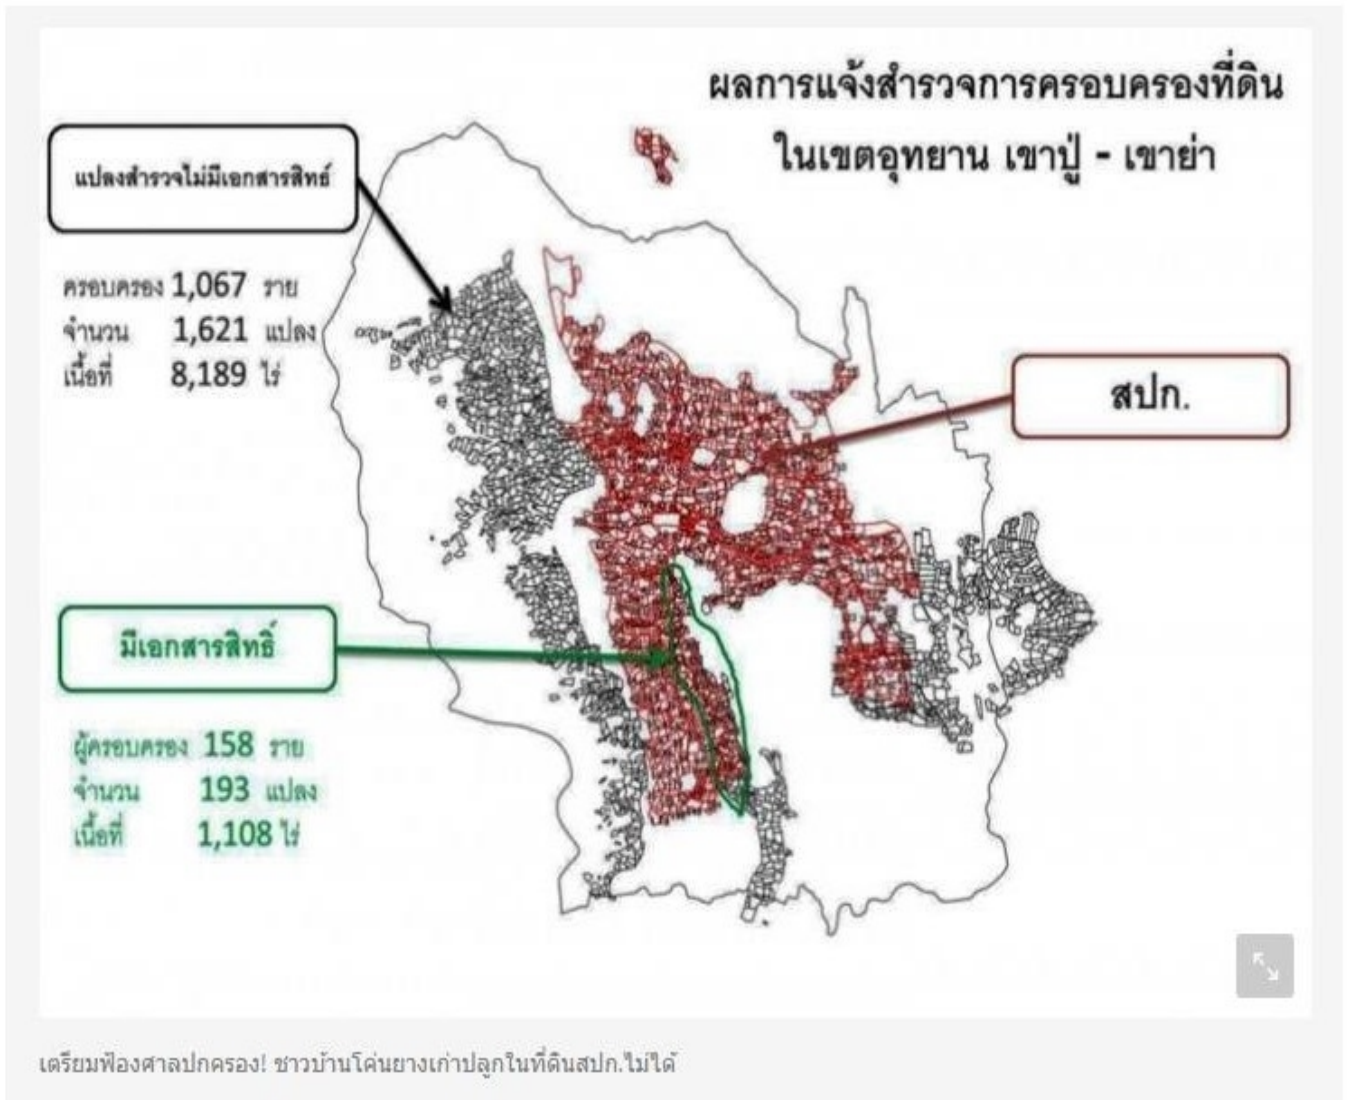 ผลการแจ้งสำรวจการครอบครองที่ดิน
ในเขตอุทยาน เขาปู่ - เขาย่า
แปลงสำรวจไม่มีเอกสารสิทธ์
ครอบครอง 1,067 ราย
จำนวน 1,621 แปลง
เนื้อที่ 8,189 ไร่
สปก.
มีเอกสารสิทธิ์
ผู้ครอบครอง 158 ราย
จำนวน 193 แปลง
เนื้อที่ 1,108 ไร่
เตรียมฟ้องศาลปกครอง! ชาวบ้านโค่นยางเก่าปลูกในที่ดินสปก.ไม่ได้